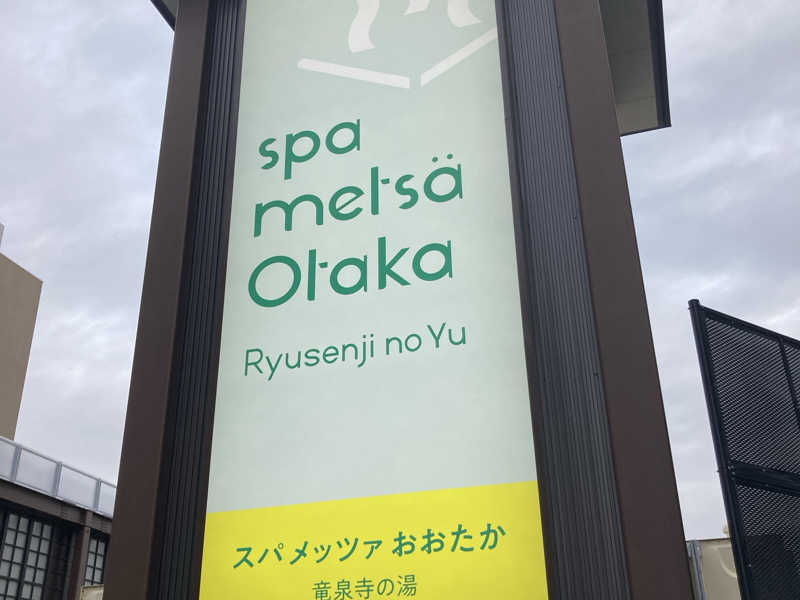 spa
metsä
Otaka
Ryusenji no Yu
スパ メッツァ おおたか
竜泉寺の湯